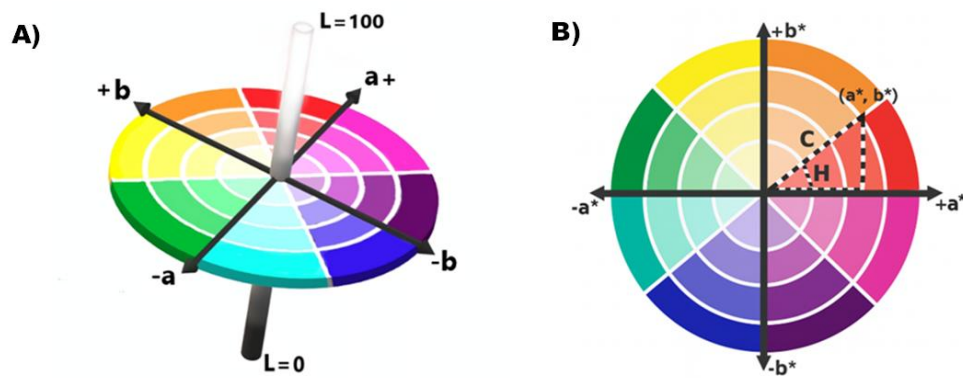 A)
L=100
+b
a+
-a
-b
L=0
B)
+b*
(a*, b*)
C
H
-a*
+a*
-b*